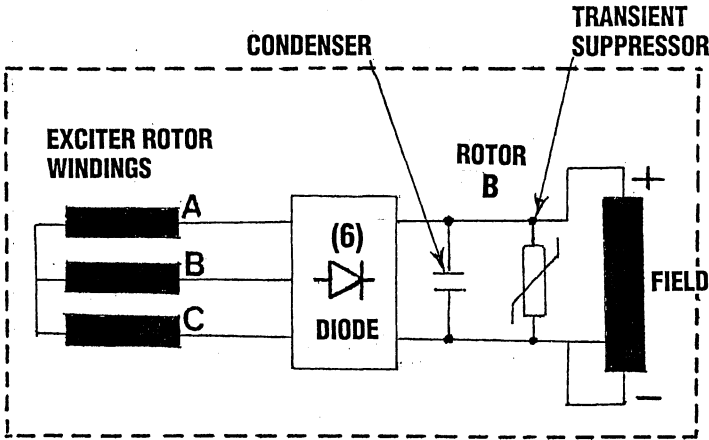 TRANSIENT
SUPPRESSOR
CONDENSER
EXCITER ROTOR
WINDINGS
ROTOR
B
A
B
C
(6)
DIODE
+
FIELD
−